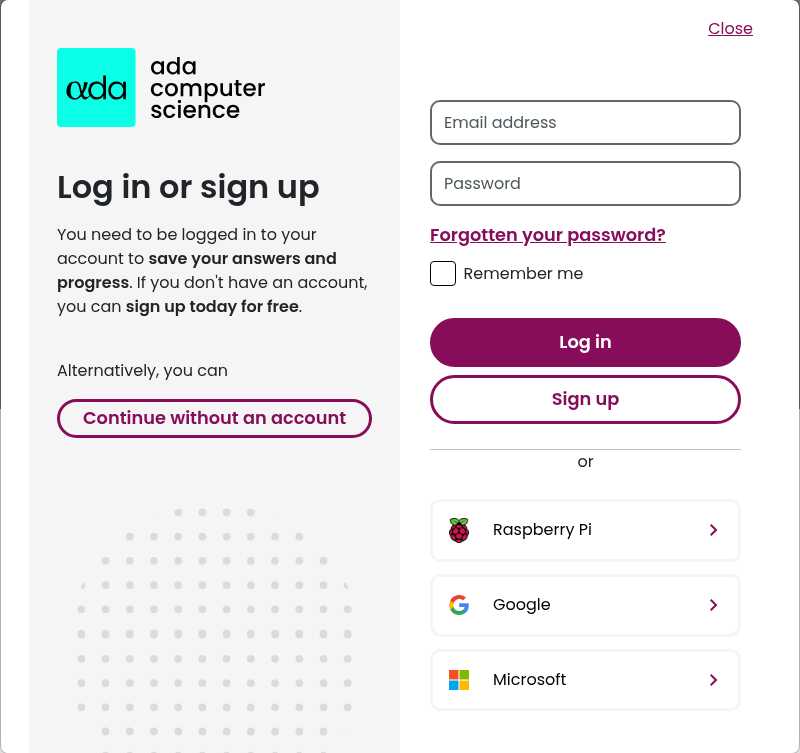 Close
αda
ada
computer
science
Log in or sign up
You need to be logged in to your
account to save your answers and
progress. If you don't have an account,
you can sign up today for free.
Alternatively, you can
Continue without an account
Email address
Password
Forgotten your password?
Remember me
Log in
Sign up
or
Raspberry Pi
Google
Microsoft